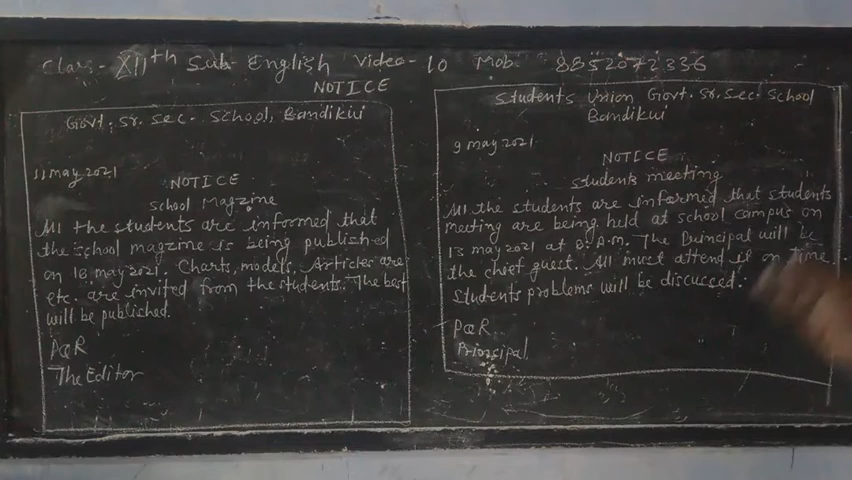 Class- XIIth Sub- English Video- 10 Mob 8852072336
NOTICE
Govt. Sr. Sec. School, Bandikui
11 may 2021
NOTICE
School Magzine
All the students are informed that
the school magzine is being published
on 18 may 2021. Charts, models, Articles are
etc. are invited from the students. The best
will be published.
The Editor
Students Union Govt. Sr. Sec. School
Bandikui
9 may 2021
NOTICE
Students meeting
All the students are informed that students
meeting are being held at school campus on
13 may 2021 at 8 A.m. The Principal will be
the chief guest. All must attend it on time.
Students problems will be discussed.
Principal